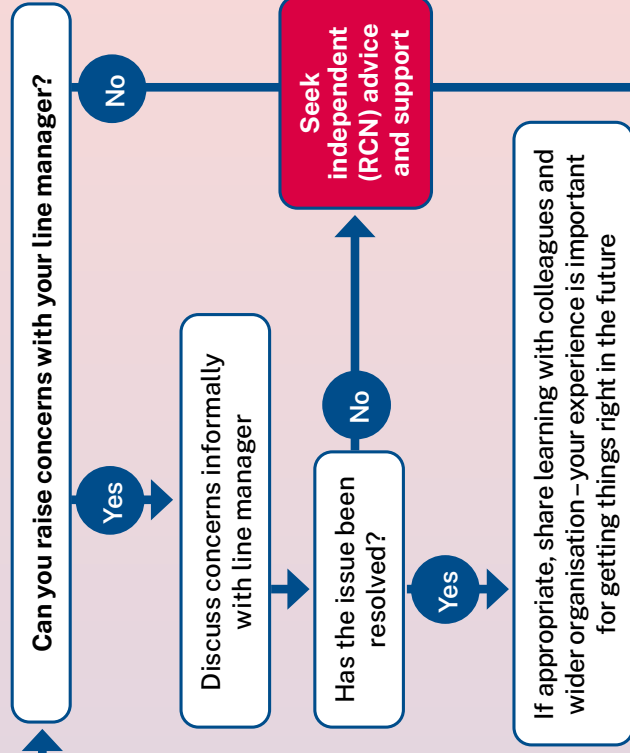 Can you raise concerns with your line manager?
Yes
No
Discuss concerns informally
with line manager
Has the issue been
resolved?
No
Seek
independent
(RCN) advice
and support
Yes
If appropriate, share learning with colleagues and
wider organisation – your experience is important
for getting things right in the future